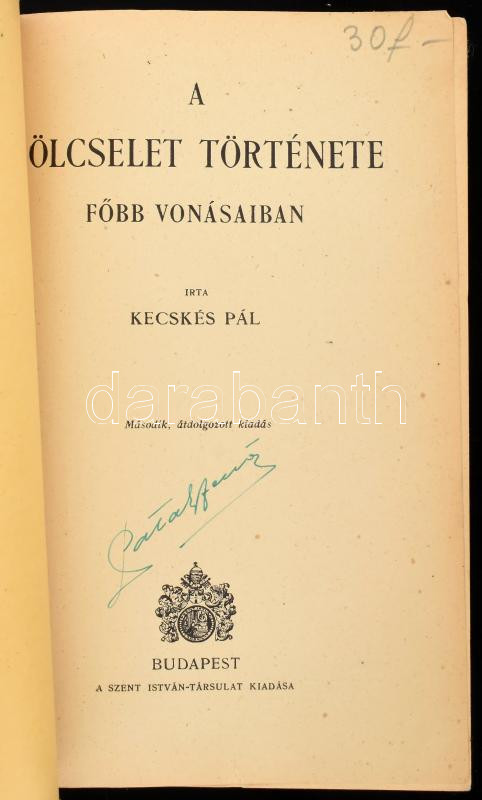 30f—
A
ÖLCSELET TÖRTÉNETE
FŐBB VONÁSAIBAN
IRTA
KECSKÉS PÁL
darabanth
Második, átdolgozott kiadás
BUDAPEST
A SZENT ISTVÁN-TÁRSULAT KIADÁSA